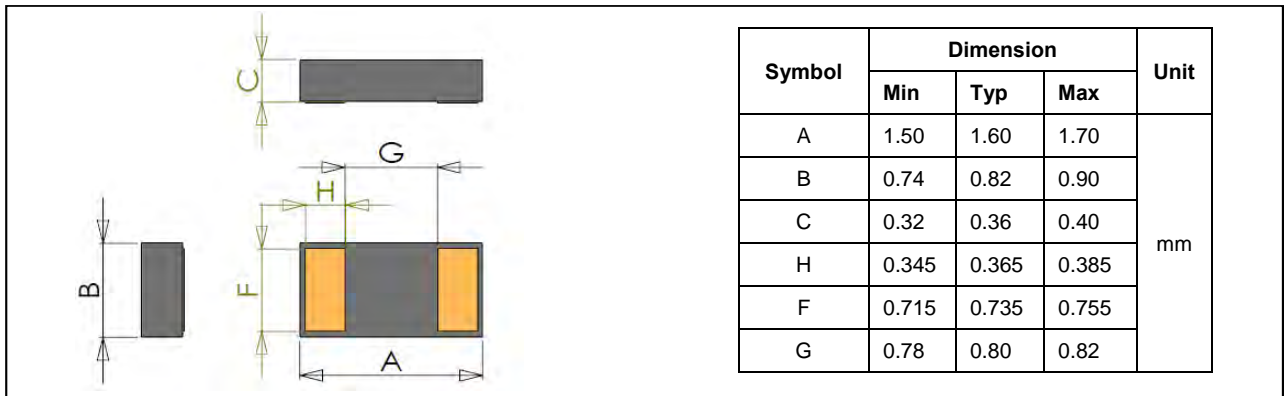 C
G
H
B
F
A
Symbol Dimension Unit
Min Typ Max
A 1.50 1.60 1.70
B 0.74 0.82 0.90
C 0.32 0.36 0.40
H 0.345 0.365 0.385
F 0.715 0.735 0.755
G 0.78 0.80 0.82
mm